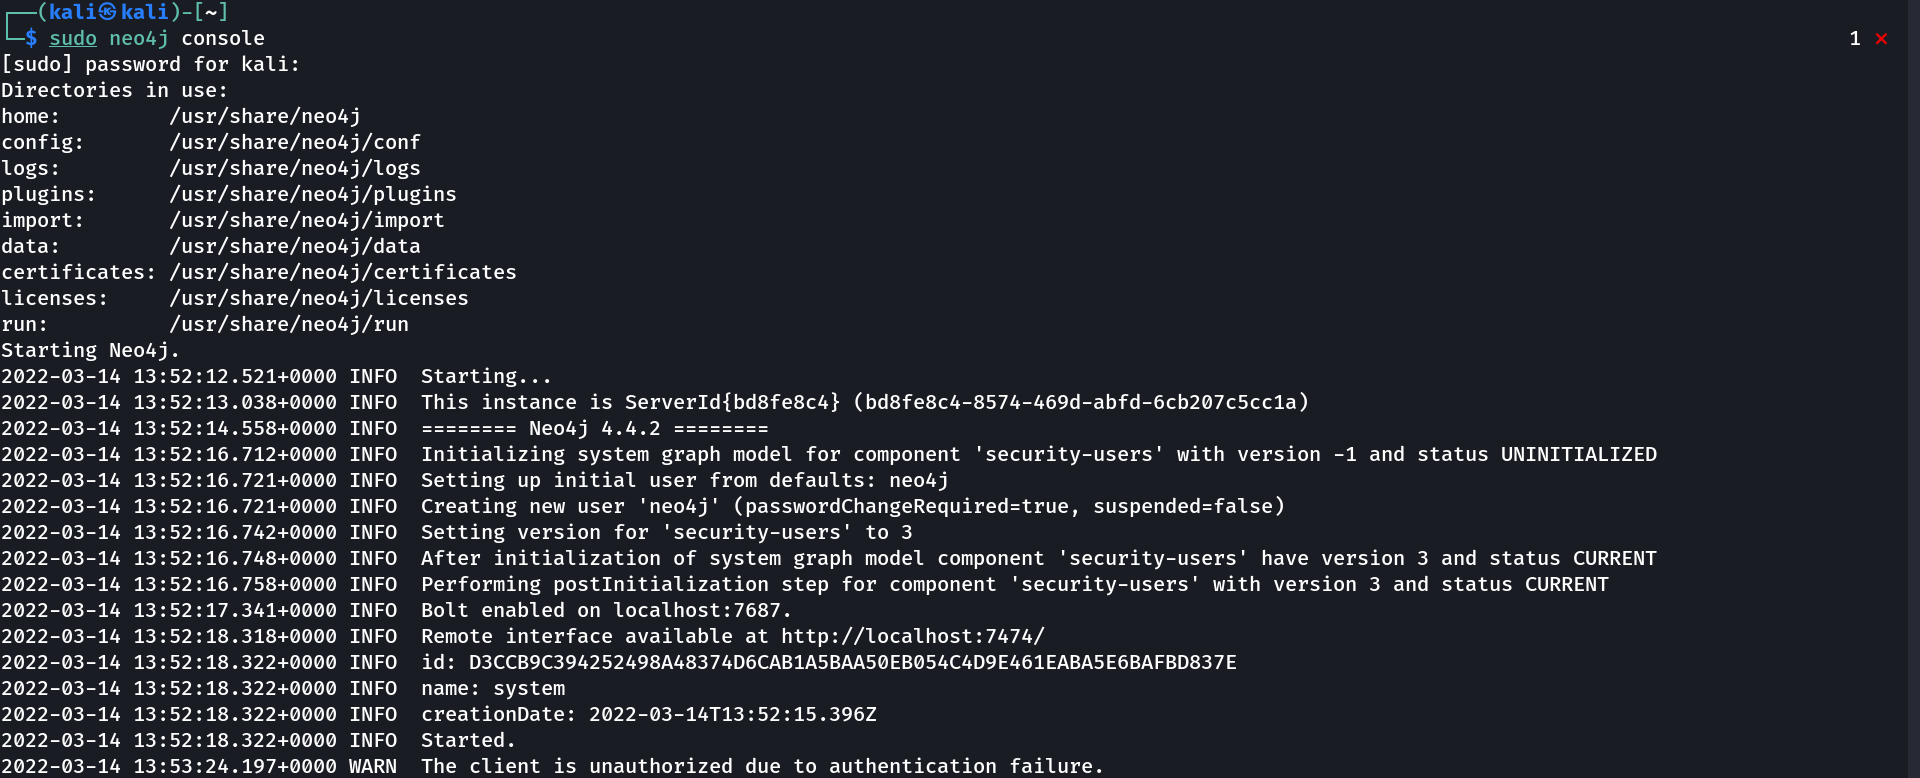 ┌──(kali㉿kali)-[~]
└─$ sudo neo4j console 1 ⨯
[sudo] password for kali:
Directories in use:
home:         /usr/share/neo4j
config:       /usr/share/neo4j/conf
logs:         /usr/share/neo4j/logs
plugins:      /usr/share/neo4j/plugins
import:       /usr/share/neo4j/import
data:         /usr/share/neo4j/data
certificates: /usr/share/neo4j/certificates
licenses:     /usr/share/neo4j/licenses
run:          /usr/share/neo4j/run
Starting Neo4j.
2022-03-14 13:52:12.521+0000 INFO  Starting...
2022-03-14 13:52:13.038+0000 INFO  This instance is ServerId{bd8fe8c4} (bd8fe8c4-8574-469d-abfd-6cb207c5cc1a)
2022-03-14 13:52:14.558+0000 INFO  ======== Neo4j 4.4.2 ========
2022-03-14 13:52:16.712+0000 INFO  Initializing system graph model for component 'security-users' with version -1 and status UNINITIALIZED
2022-03-14 13:52:16.721+0000 INFO  Setting up initial user from defaults: neo4j
2022-03-14 13:52:16.721+0000 INFO  Creating new user 'neo4j' (passwordChangeRequired=true, suspended=false)
2022-03-14 13:52:16.742+0000 INFO  Setting version for 'security-users' to 3
2022-03-14 13:52:16.748+0000 INFO  After initialization of system graph model component 'security-users' have version 3 and status CURRENT
2022-03-14 13:52:16.758+0000 INFO  Performing postInitialization step for component 'security-users' with version 3 and status CURRENT
2022-03-14 13:52:17.341+0000 INFO  Bolt enabled on localhost:7687.
2022-03-14 13:52:18.318+0000 INFO  Remote interface available at http://localhost:7474/
2022-03-14 13:52:18.322+0000 INFO  id: D3CCB9C394252498A48374D6CAB1A5BAA50EB054C4D9E461EABA5E6BAFBD837E
2022-03-14 13:52:18.322+0000 INFO  name: system
2022-03-14 13:52:18.322+0000 INFO  creationDate: 2022-03-14T13:52:15.396Z
2022-03-14 13:52:18.322+0000 INFO  Started.
2022-03-14 13:53:24.197+0000 WARN  The client is unauthorized due to authentication failure.